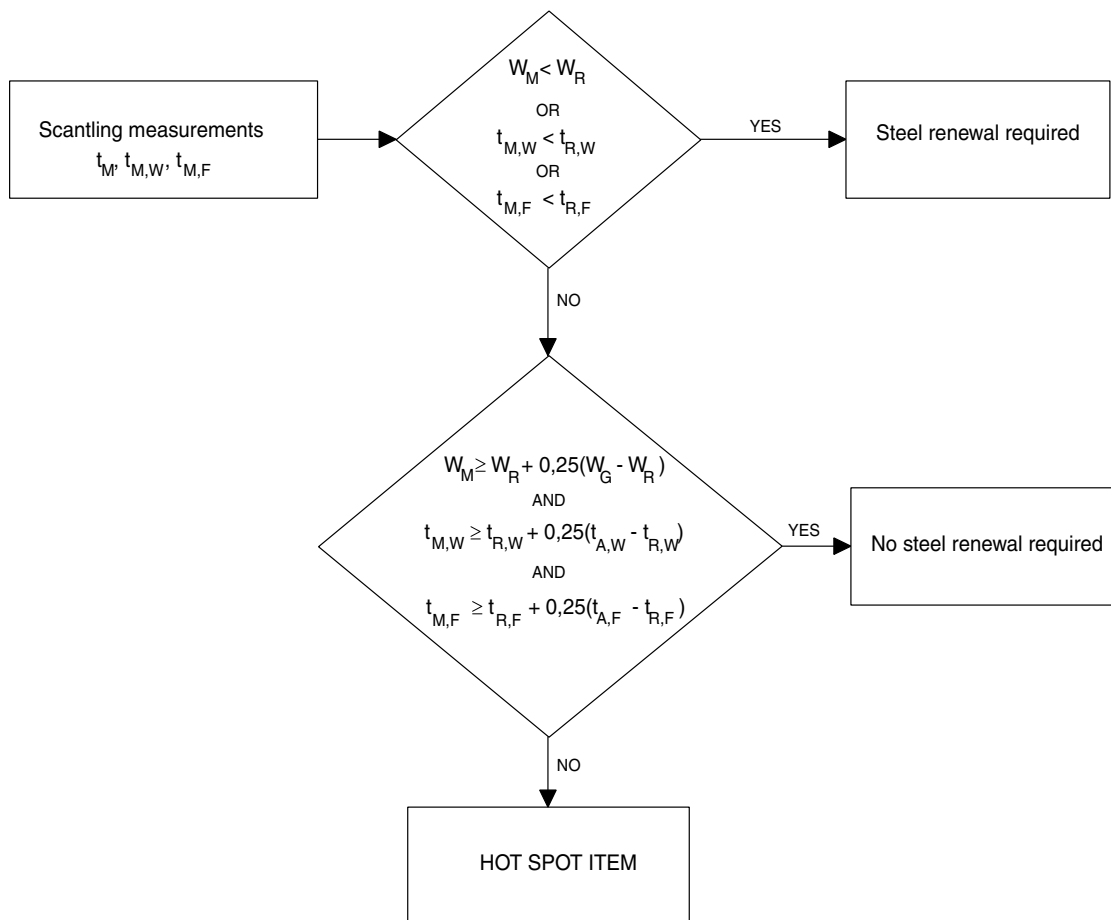 Scantling measurements
t_M, t_M,W, t_M,F
W_M < W_R
OR
t_M,W < t_R,W
OR
t_M,F < t_R,F
YES
Steel renewal required
NO
W_M ≥ W_R + 0,25(W_G - W_R)
AND
t_M,W ≥ t_R,W + 0,25(t_A,W - t_R,W)
AND
t_M,F ≥ t_R,F + 0,25(t_A,F - t_R,F)
YES
No steel renewal required
NO
HOT SPOT ITEM